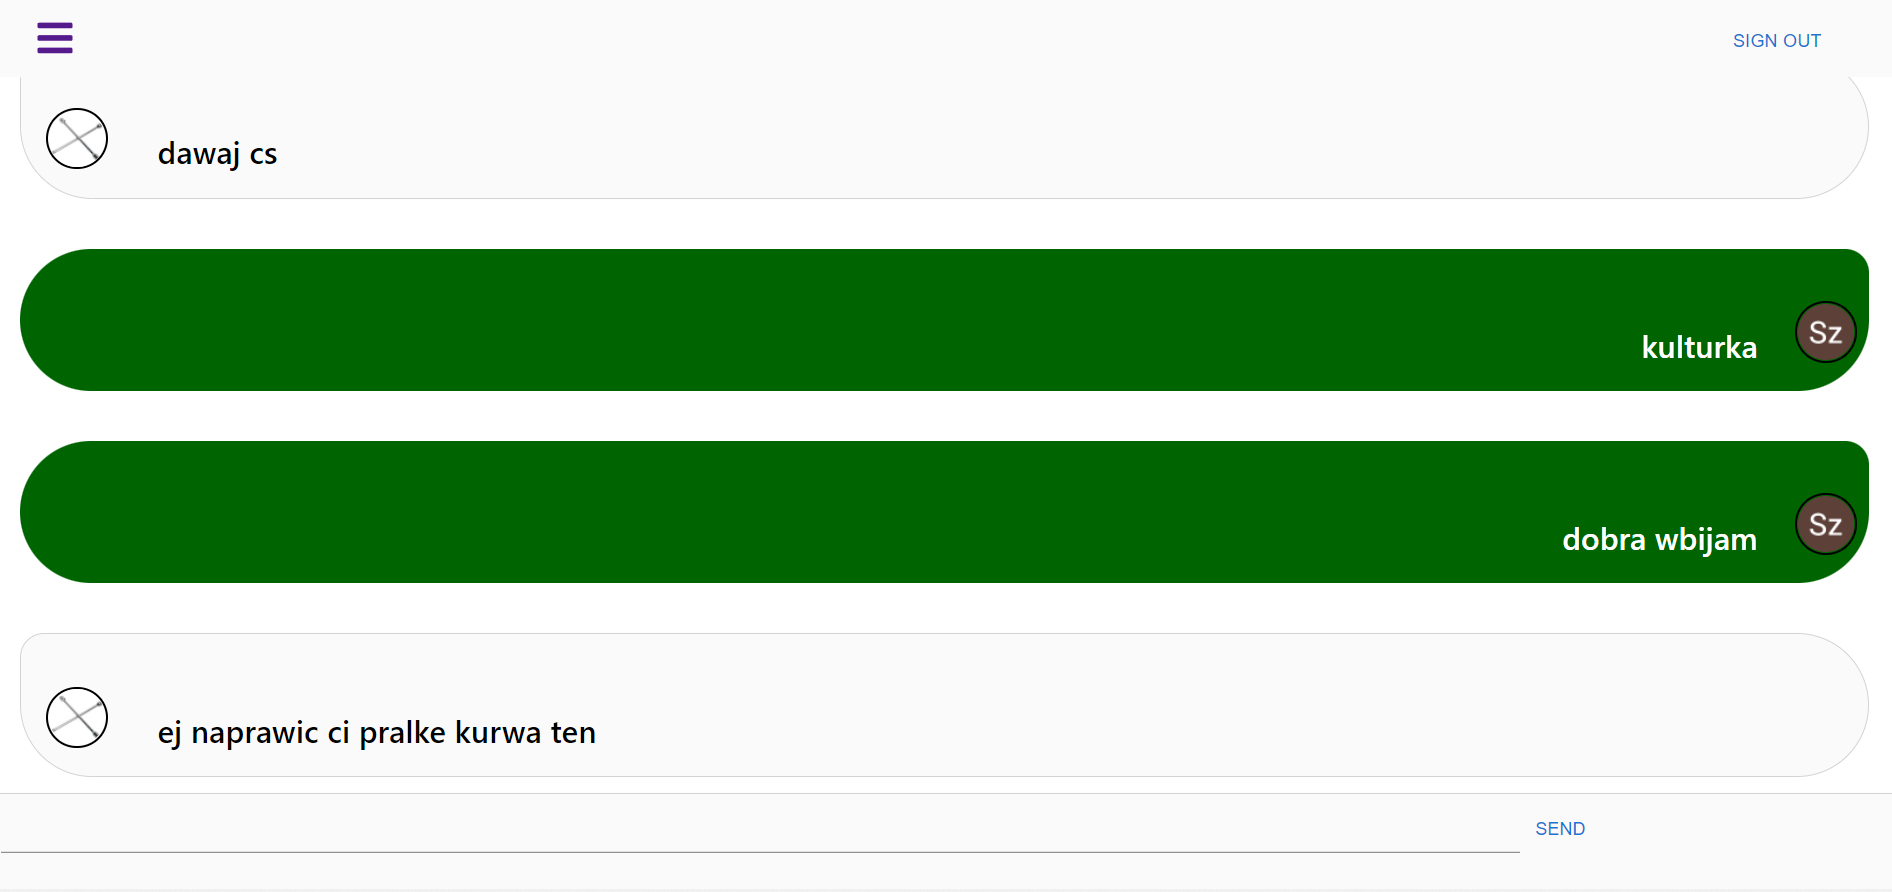 SIGN OUT
dawaj cs
kulturka
Sz
dobra wbijam
Sz
ej naprawic ci pralke kurwa ten
SEND